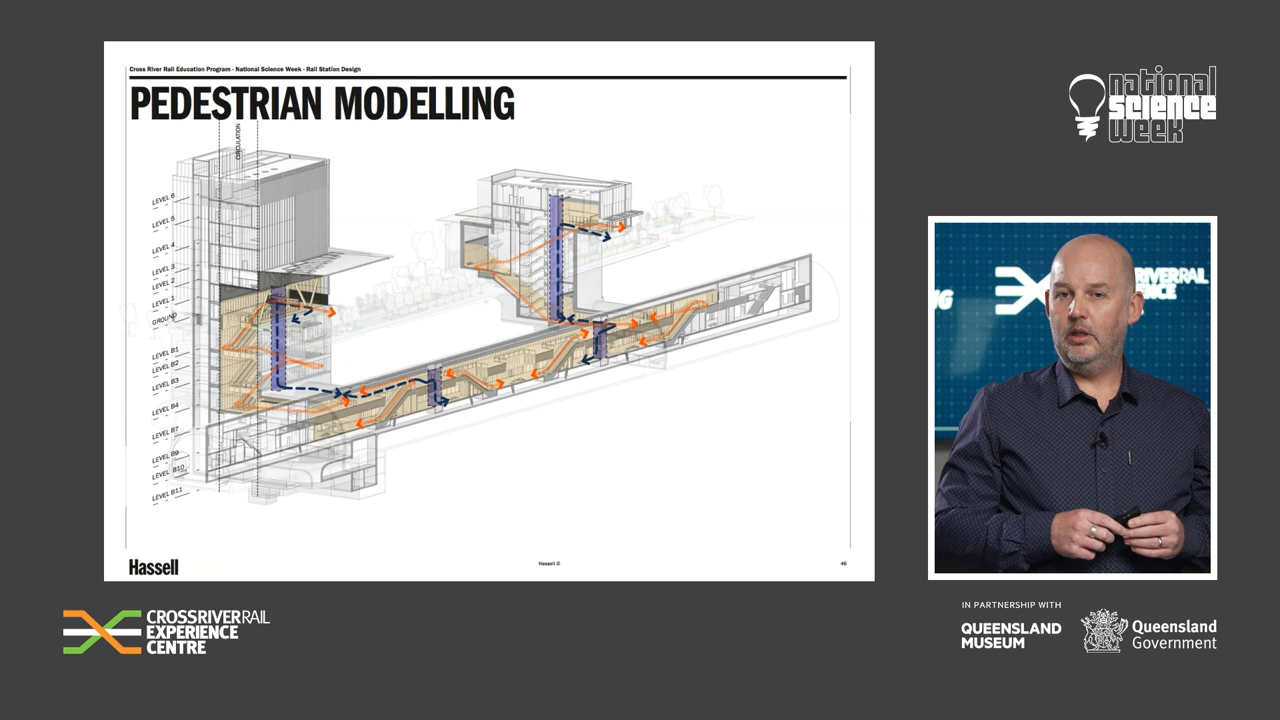 Cross River Rail Education Program - National Science Week - Rail Station Design
PEDESTRIAN MODELLING
CIRCULATION
LEVEL 6
LEVEL 5
LEVEL 4
LEVEL 3
LEVEL 2
LEVEL 1
GROUND
LEVEL B1
LEVEL B2
LEVEL B3
LEVEL B4
LEVEL B7
LEVEL B9
LEVEL B10
LEVEL B11
Hassell
Hassell ©
46
national
science
week
RIVERRAIL
NCE
NG
CROSSRIVERRAIL
EXPERIENCE
CENTRE
IN PARTNERSHIP WITH
QUEENSLAND
MUSEUM
Queensland
Government